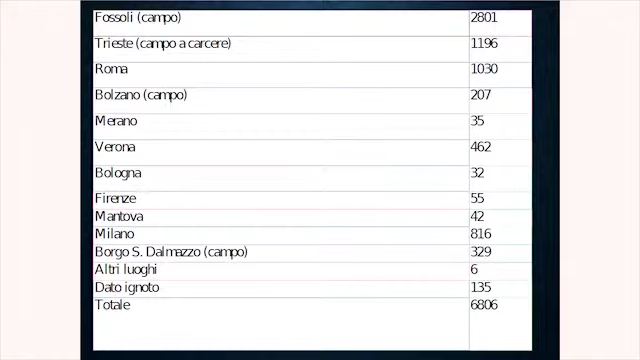 Fossoli (campo) 2801
Trieste (campo a carcere) 1196
Roma 1030
Bolzano (campo) 207
Merano 35
Verona 462
Bologna 32
Firenze 55
Mantova 42
Milano 816
Borgo S. Dalmazzo (campo) 329
Altri luoghi 6
Dato ignoto 135
Totale 6806